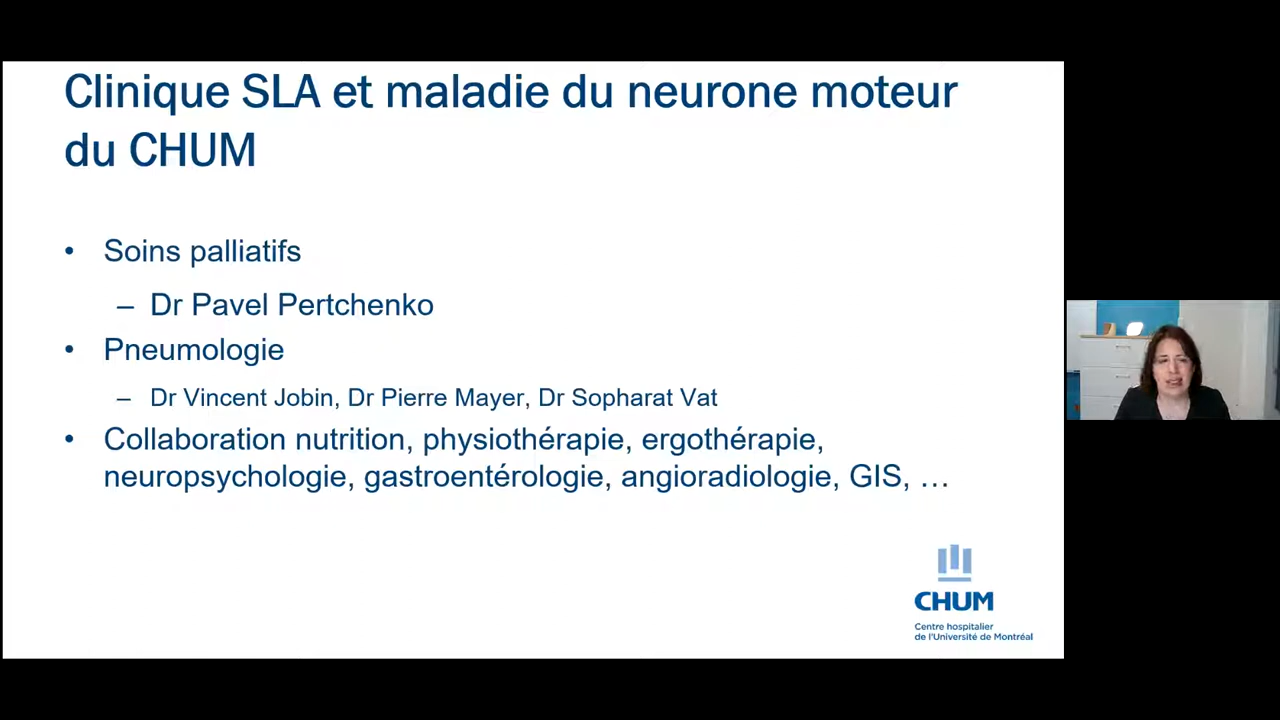 Clinique SLA et maladie du neurone moteur
du CHUM
• Soins palliatifs
– Dr Pavel Pertchenko
• Pneumologie
– Dr Vincent Jobin, Dr Pierre Mayer, Dr Sopharat Vat
• Collaboration nutrition, physiothérapie, ergothérapie,
neuropsychologie, gastroentérologie, angioradiologie, GIS, …
CHUM
Centre hospitalier
de l'Université de Montréal